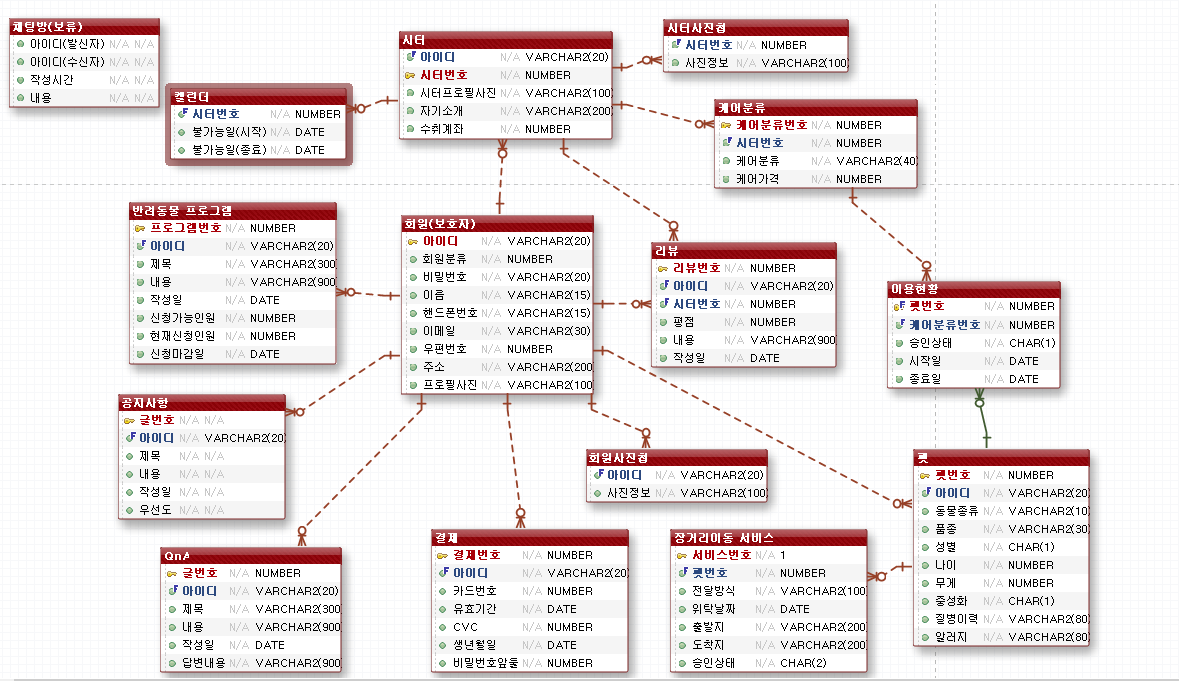 채팅방(보류)
아이디(발신자) N/A N/A
아이디(수신자) N/A N/A
작성시간 N/A N/A
내용 N/A N/A
캘린더
시터번호 N/A NUMBER
불가능일(시작) N/A DATE
불가능일(종료) N/A DATE
시터
아이디 N/A VARCHAR2(20)
시터번호 N/A NUMBER
시터프로필사진 N/A VARCHAR2(100
자기소개 N/A VARCHAR2(200
수취계좌 N/A NUMBER
시터사진첩
시터번호 N/A NUMBER
사진정보 N/A VARCHAR2(100
케어분류
케어분류번호 N/A NUMBER
시터번호 N/A NUMBER
케어분류 N/A VARCHAR2(40
케어가격 N/A NUMBER
반려동물 프로그램
프로그램번호 N/A NUMBER
아이디 N/A VARCHAR2(20)
제목 N/A VARCHAR2(300
내용 N/A VARCHAR2(900
작성일 N/A DATE
신청가능인원 N/A NUMBER
현재신청인원 N/A NUMBER
신청마감일 N/A DATE
회원(보호자)
아이디 N/A VARCHAR2(20)
회원분류 N/A NUMBER
비밀번호 N/A VARCHAR2(20)
이름 N/A VARCHAR2(15)
핸드폰번호 N/A VARCHAR2(15)
이메일 N/A VARCHAR2(30)
우편번호 N/A NUMBER
주소 N/A VARCHAR2(200
프로필사진 N/A VARCHAR2(100
리뷰
리뷰번호 N/A NUMBER
아이디 N/A VARCHAR2(20)
시터번호 N/A NUMBER
평점 N/A NUMBER
내용 N/A VARCHAR2(900
작성일 N/A DATE
이용현황
펫번호 N/A NUMBER
케어분류번호 N/A NUMBER
승인상태 N/A CHAR(1)
시작일 N/A DATE
종료일 N/A DATE
공지사항
글번호 N/A N/A
아이디 N/A VARCHAR2(20)
제목 N/A N/A
내용 N/A N/A
작성일 N/A N/A
우선도 N/A N/A
회원사진첩
아이디 N/A VARCHAR2(20)
사진정보 N/A VARCHAR2(100)
펫
펫번호 N/A NUMBER
아이디 N/A VARCHAR2(20
동물종류 N/A VARCHAR2(10
품종 N/A VARCHAR2(30
성별 N/A CHAR(1)
나이 N/A NUMBER
무게 N/A NUMBER
중성화 N/A CHAR(1)
질병이력 N/A VARCHAR2(80
알러지 N/A VARCHAR2(80
QnA
글번호 N/A NUMBER
아이디 N/A VARCHAR2(20)
제목 N/A VARCHAR2(300
내용 N/A VARCHAR2(900
작성일 N/A DATE
답변내용 N/A VARCHAR2(900
결제
결제번호 N/A NUMBER
아이디 N/A VARCHAR2(20)
카드번호 N/A NUMBER
유효기간 N/A DATE
CVC N/A NUMBER
생년월일 N/A DATE
비밀번호앞둘 N/A NUMBER
장거리이동 서비스
서비스번호 N/A 1
펫번호 N/A NUMBER
전달방식 N/A VARCHAR2(100
위탁날짜 N/A DATE
출발지 N/A VARCHAR2(200
도착지 N/A VARCHAR2(200
승인상태 N/A CHAR(2)